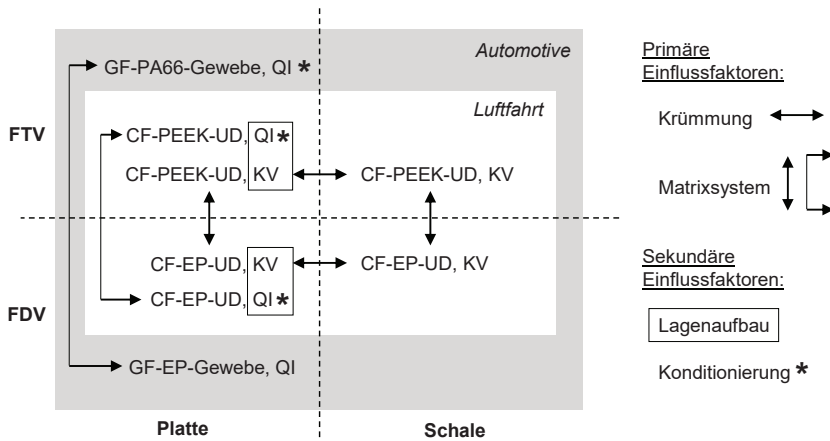 Automotive
GF-PA66-Gewebe, QI *
Luftfahrt
FTV
CF-PEEK-UD, QI *
CF-PEEK-UD, KV
CF-PEEK-UD, KV
CF-EP-UD, KV
CF-EP-UD, KV
CF-EP-UD, QI *
FDV
GF-EP-Gewebe, QI
Platte
Schale
Primäre
Einflussfaktoren:
Krümmung
Matrixsystem
Sekundäre
Einflussfaktoren:
Lagenaufbau
Konditionierung *